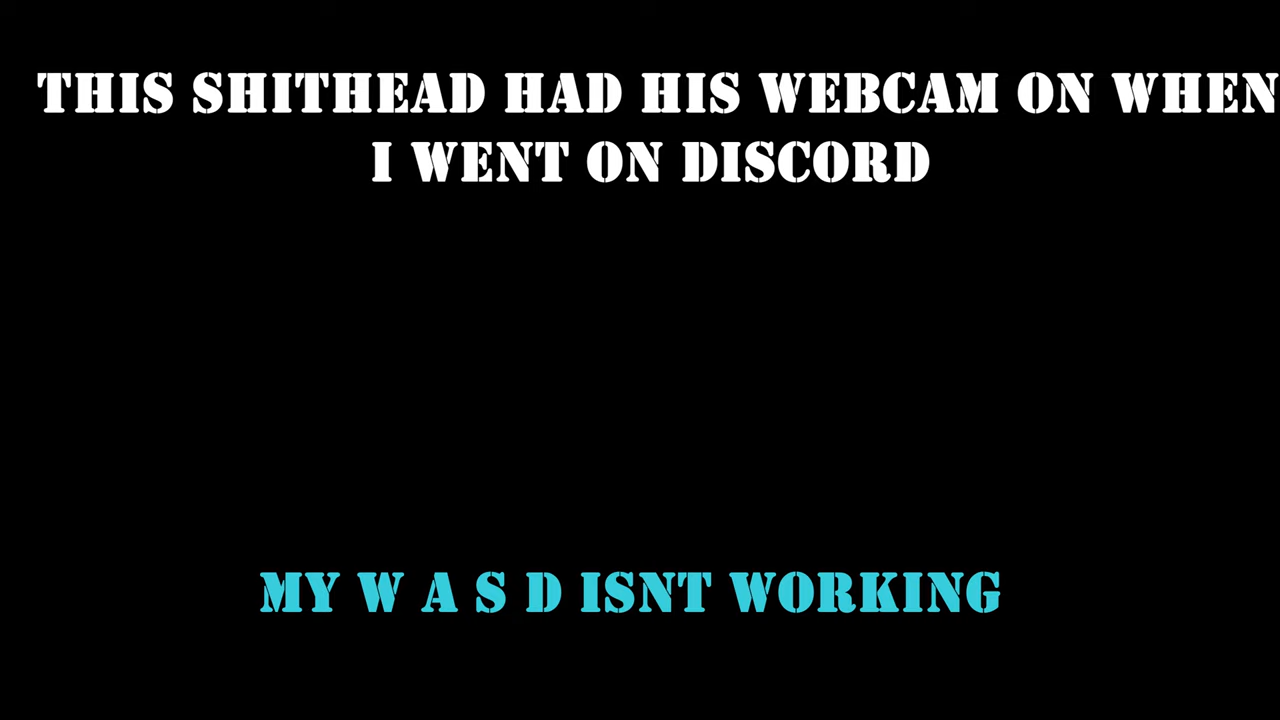 THIS SHITHEAD HAD HIS WEBCAM ON WHEN
I WENT ON DISCORD
MY W A S D ISNT WORKING